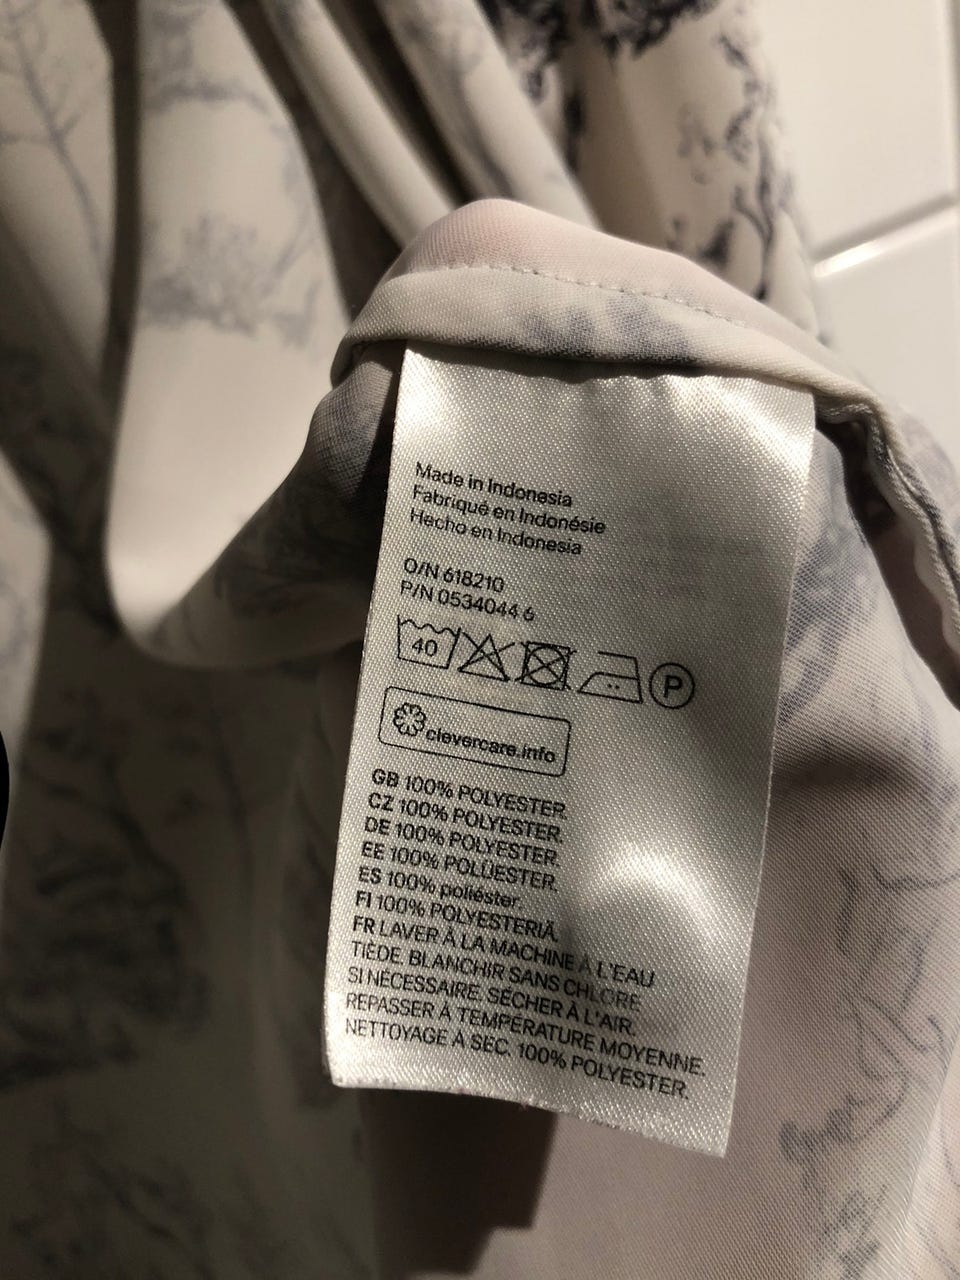 Made in Indonesia
Fabriqué en Indonésie
Hecho en Indonesia
O/N 618210
P/N 0534044 6
40
P
clevercare.info
GB 100% POLYESTER.
CZ 100% POLYESTER.
DE 100% POLYESTER.
EE 100% POLÜESTER.
ES 100% poliéster.
FI 100% POLYESTERIÄ.
FR LAVER À LA MACHINE À L'EAU
TIÈDE. BLANCHIR SANS CHLORE
SI NÉCESSAIRE. SÉCHER À L'AIR.
REPASSER À TEMPÉRATURE MOYENNE.
NETTOYAGE À SEC. 100% POLYESTER.